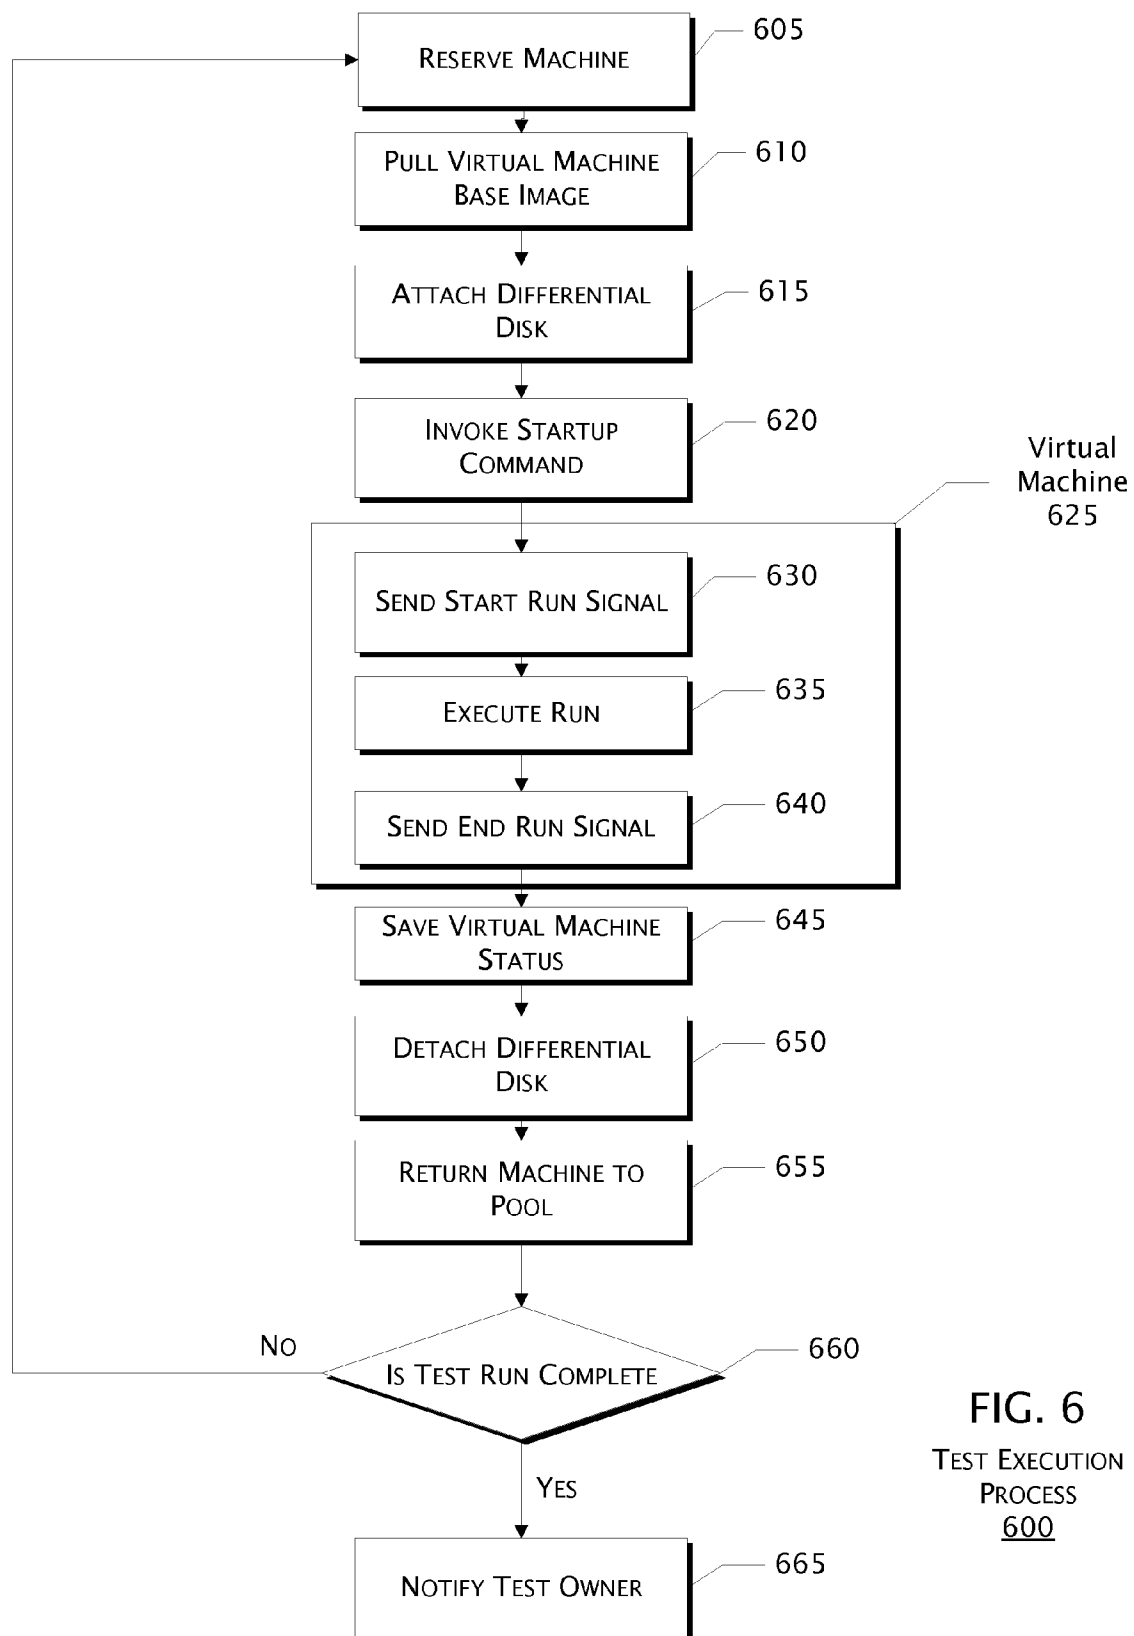 RESERVE MACHINE
605
PULL VIRTUAL MACHINE
BASE IMAGE
610
ATTACH DIFFERENTIAL
DISK
615
INVOKE STARTUP
COMMAND
620
Virtual
Machine
625
SEND START RUN SIGNAL
630
EXECUTE RUN
635
SEND END RUN SIGNAL
640
SAVE VIRTUAL MACHINE
STATUS
645
DETACH DIFFERENTIAL
DISK
650
RETURN MACHINE TO
POOL
655
NO
IS TEST RUN COMPLETE
660
YES
NOTIFY TEST OWNER
665
FIG. 6
TEST EXECUTION
PROCESS
600